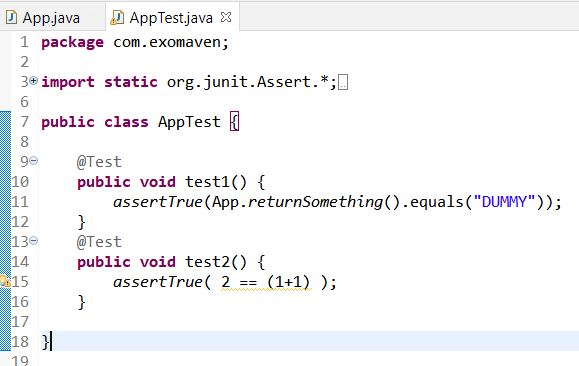 App.java AppTest.java
1 package com.exomaven;
2
3 import static org.junit.Assert.*;
6
7 public class AppTest {
8
9 @Test
10 public void test1() {
11 assertTrue(App.returnSomething().equals("DUMMY"));
12 }
13 @Test
14 public void test2() {
15 assertTrue( 2 == (1+1) );
16 }
17
18 }
19